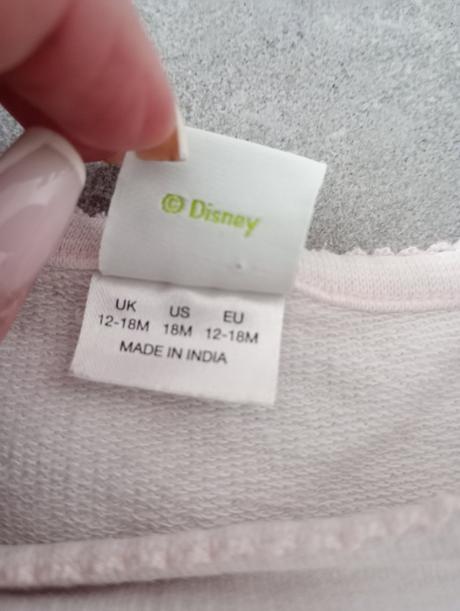 © Disney
UK US EU
12-18M 18M 12-18M
MADE IN INDIA